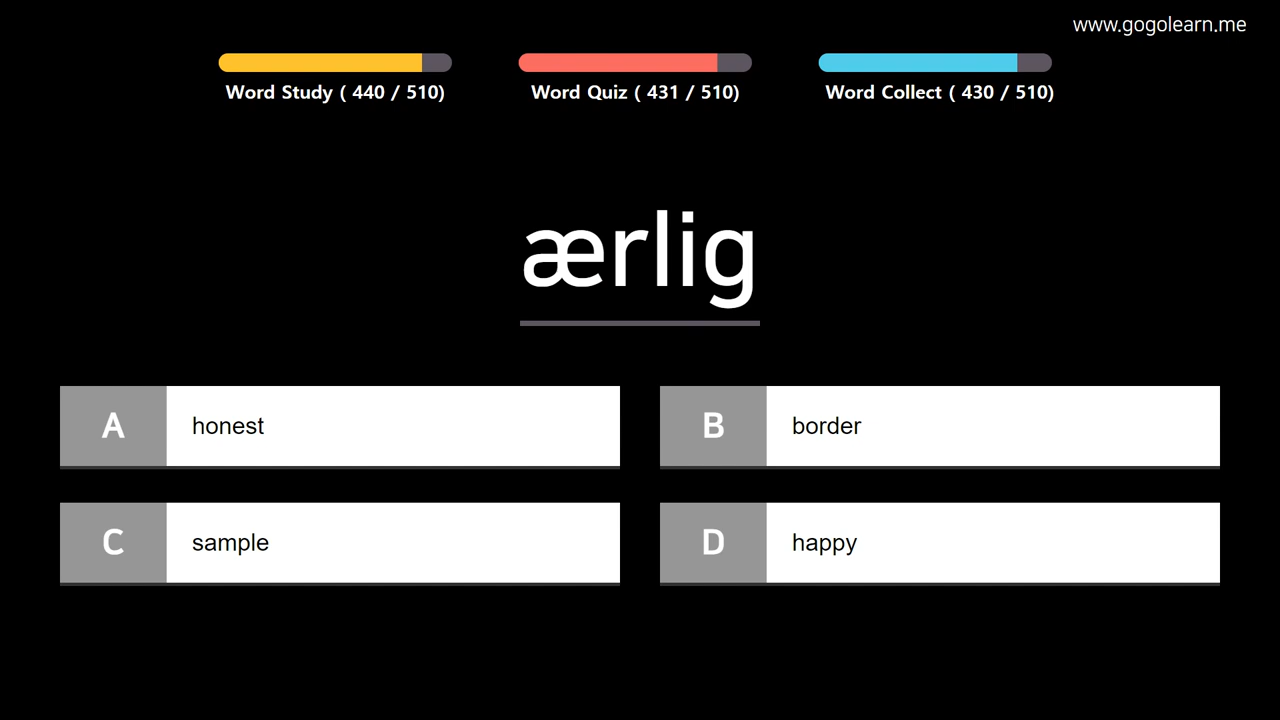 www.gogolearn.me
Word Study ( 440 / 510)
Word Quiz ( 431 / 510)
Word Collect ( 430 / 510)
ærlig
A honest
B border
C sample
D happy